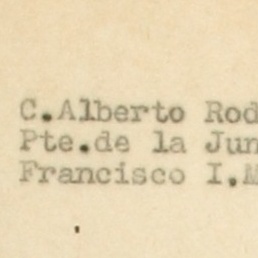 C.Alberto Rod
Pte.de la Jun
Francisco I.M